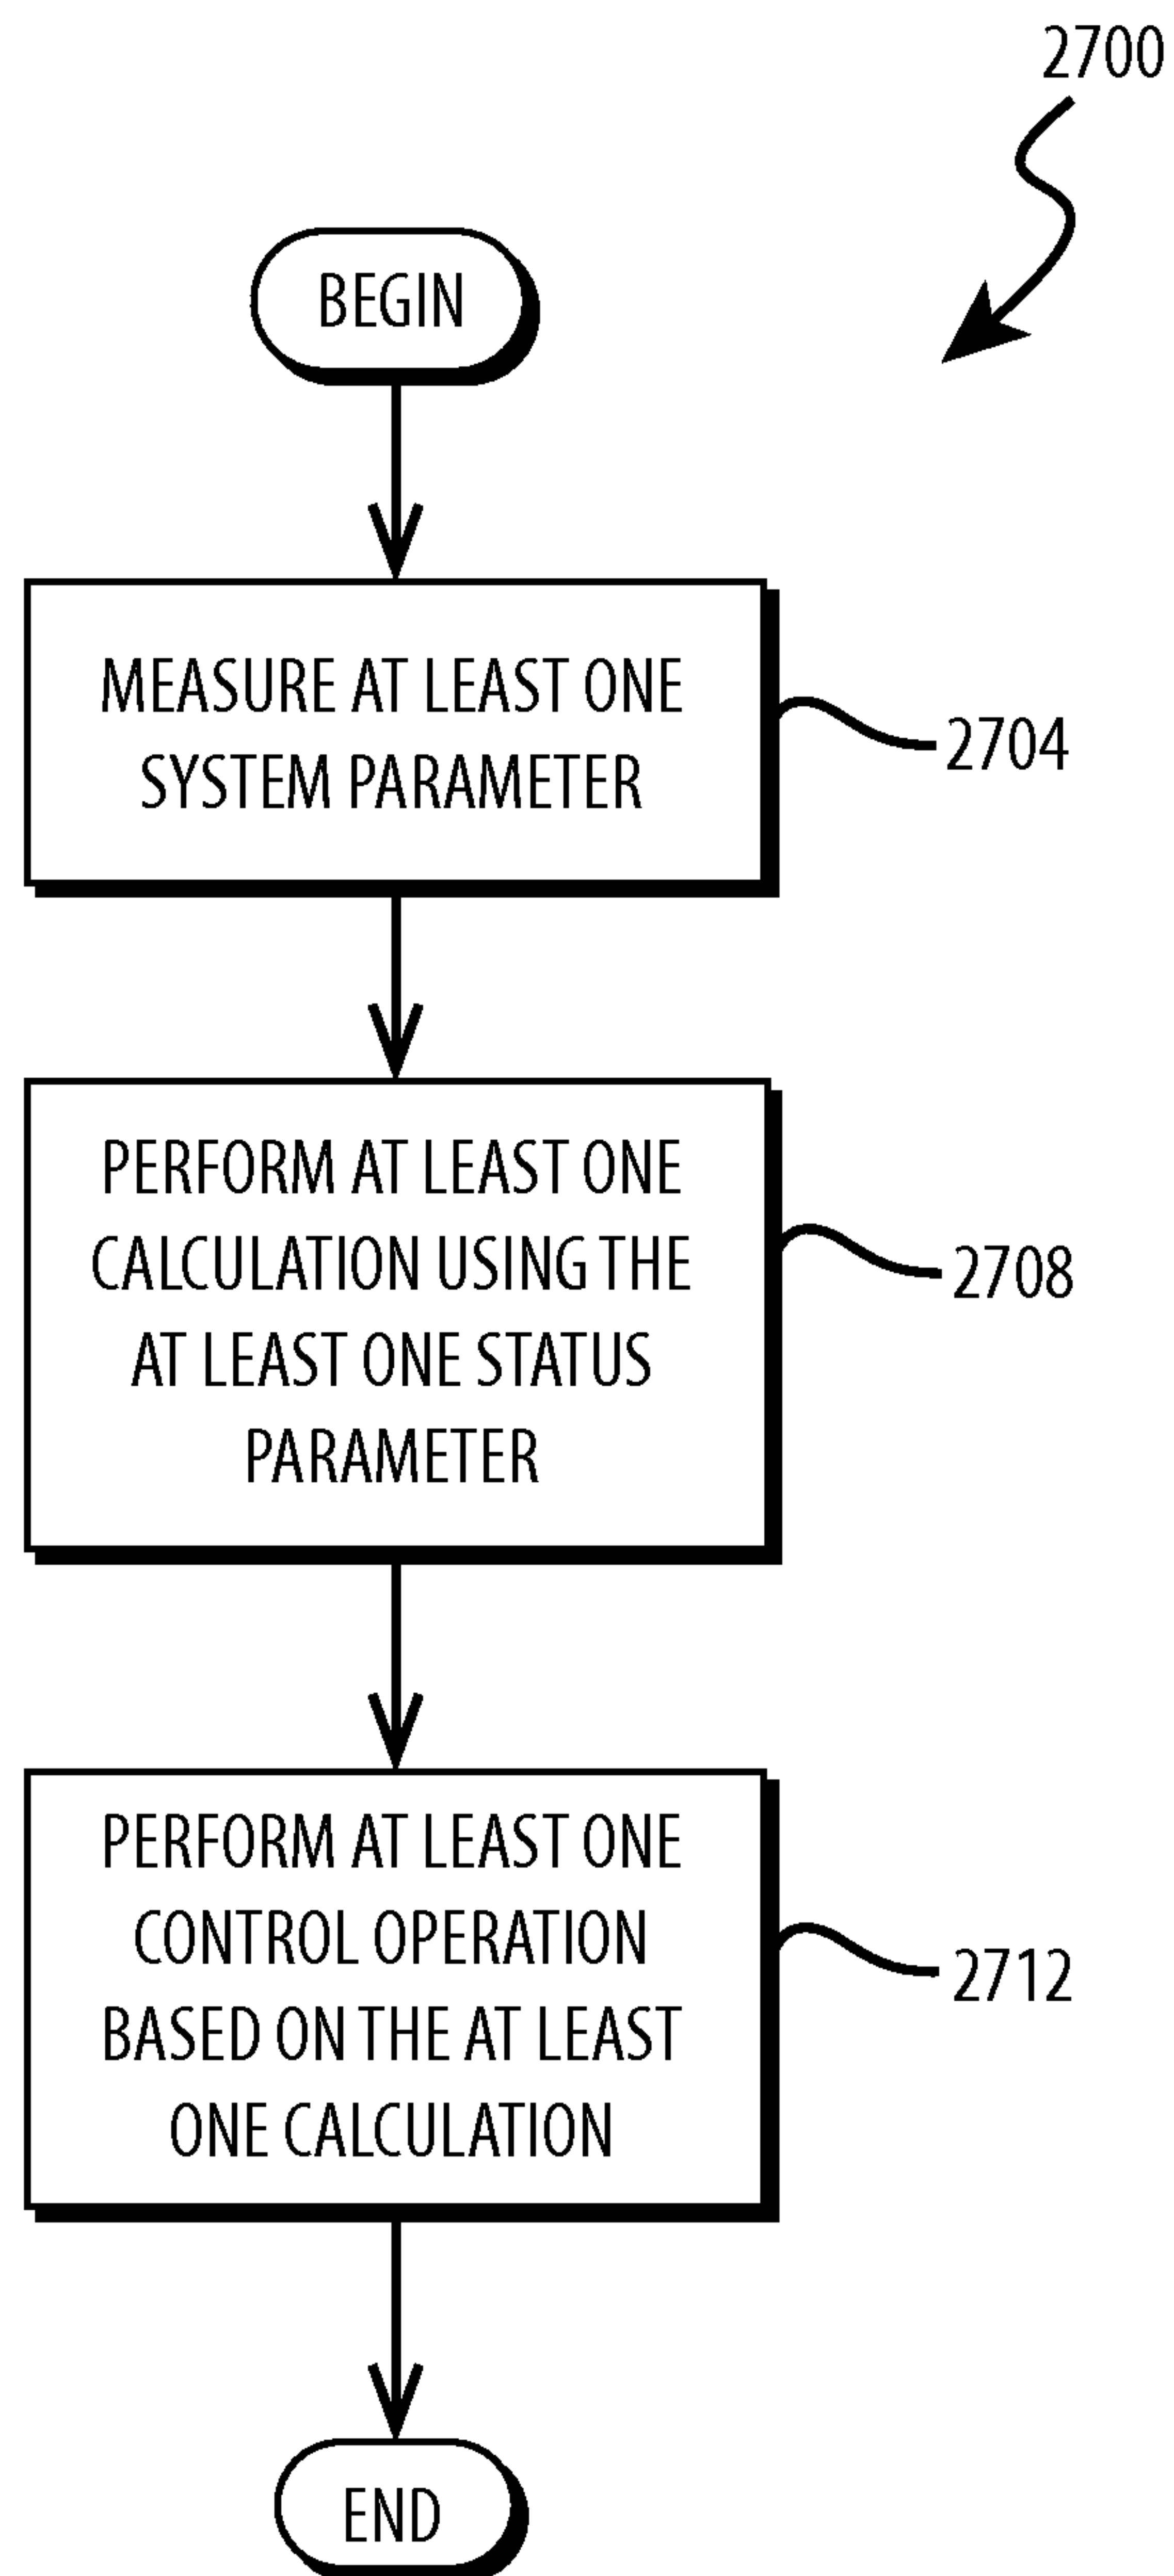 2700
BEGIN
MEASURE AT LEAST ONE
SYSTEM PARAMETER
2704
PERFORM AT LEAST ONE
CALCULATION USING THE
AT LEAST ONE STATUS
PARAMETER
2708
PERFORM AT LEAST ONE
CONTROL OPERATION
BASED ON THE AT LEAST
ONE CALCULATION
2712
END